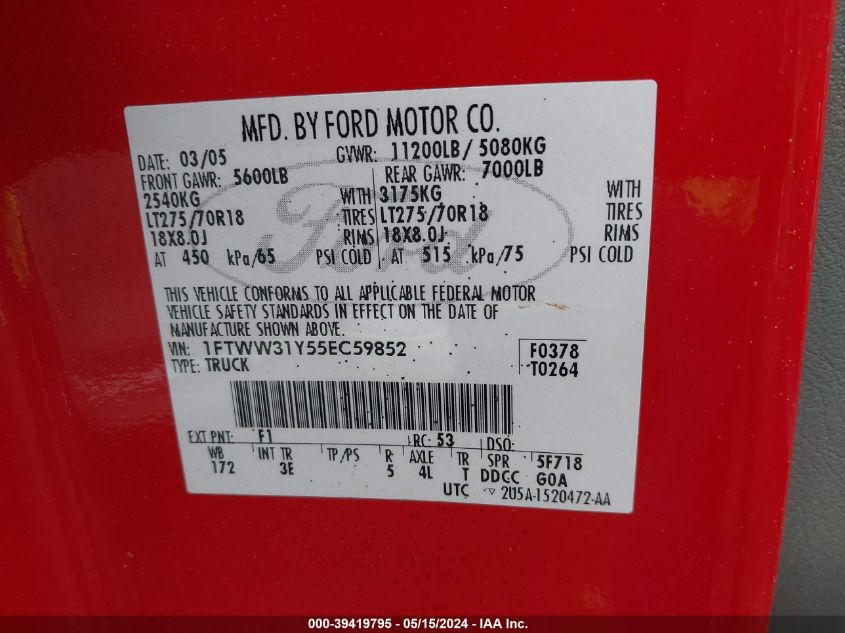 MFD. BY FORD MOTOR CO.
DATE: 03/05 GVWR: 11200LB/ 5080KG
FRONT GAWR: 5600LB REAR GAWR: 7000LB
2540KG WITH 3175KG WITH
LT275/70R18 TIRES LT275/70R18 TIRES
18X8.0J RIMS 18X8.0J RIMS
AT 450 kPa/65 PSI COLD AT 515 kPa/75 PSI COLD
Ford
THIS VEHICLE CONFORMS TO ALL APPLICABLE FEDERAL MOTOR
VEHICLE SAFETY STANDARDS IN EFFECT ON THE DATE OF
MANUFACTURE SHOWN ABOVE.
VIN: 1FTWW31Y55EC59852 F0378
TYPE: TRUCK T0264
EXT PNT: F1 RC: 53 DSO:
WB INT TR TP/PS R AXLE TR SPR 5F718
172 3E 5 4L T DDCC G0A
UTC ▽ 2U5A-1520472-AA
000-39419795 - 05/15/2024 - IAA Inc.